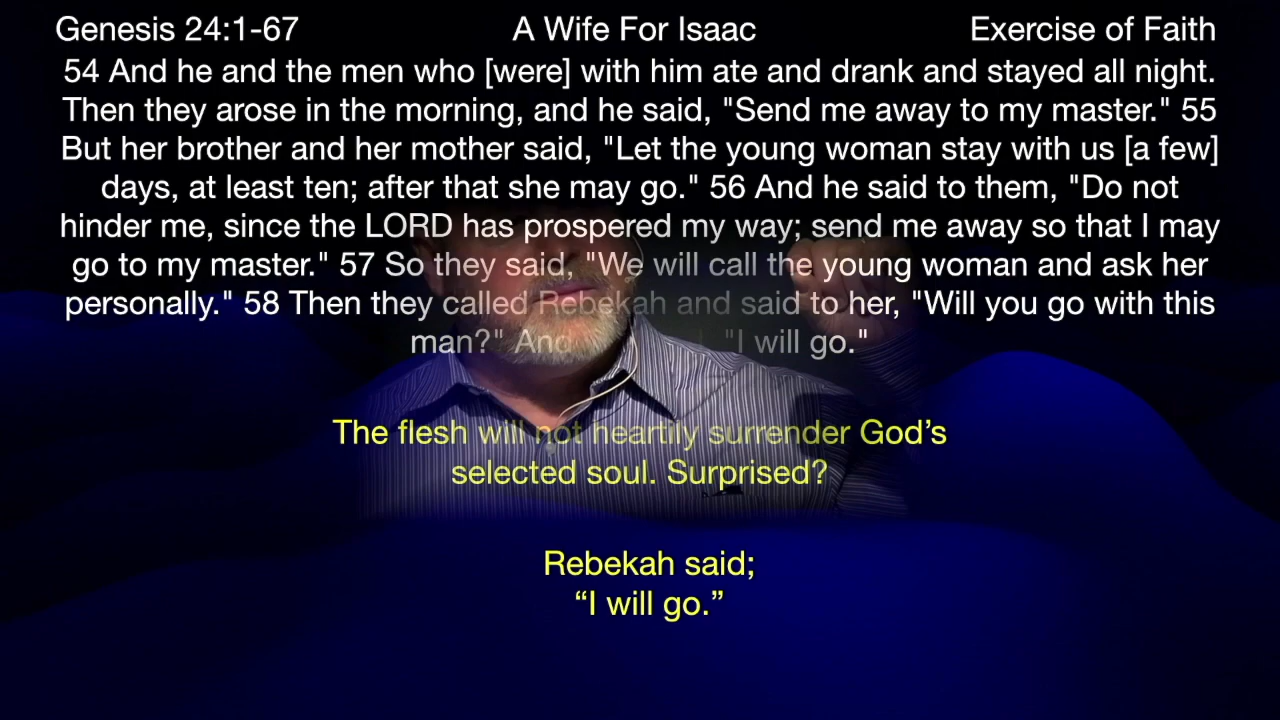 Genesis 24:1-67 A Wife For Isaac Exercise of Faith
54 And he and the men who [were] with him ate and drank and stayed all night.
Then they arose in the morning, and he said, "Send me away to my master." 55
But her brother and her mother said, "Let the young woman stay with us [a few]
days, at least ten; after that she may go." 56 And he said to them, "Do not
hinder me, since the LORD has prospered my way; send me away so that I may
go to my master." 57 So they said, "We will call the young woman and ask her
personally." 58 Then they called Rebekah and said to her, "Will you go with this
man?" And "I will go."
The flesh will not heartily surrender God’s
selected soul. Surprised?
Rebekah said;
“I will go.”